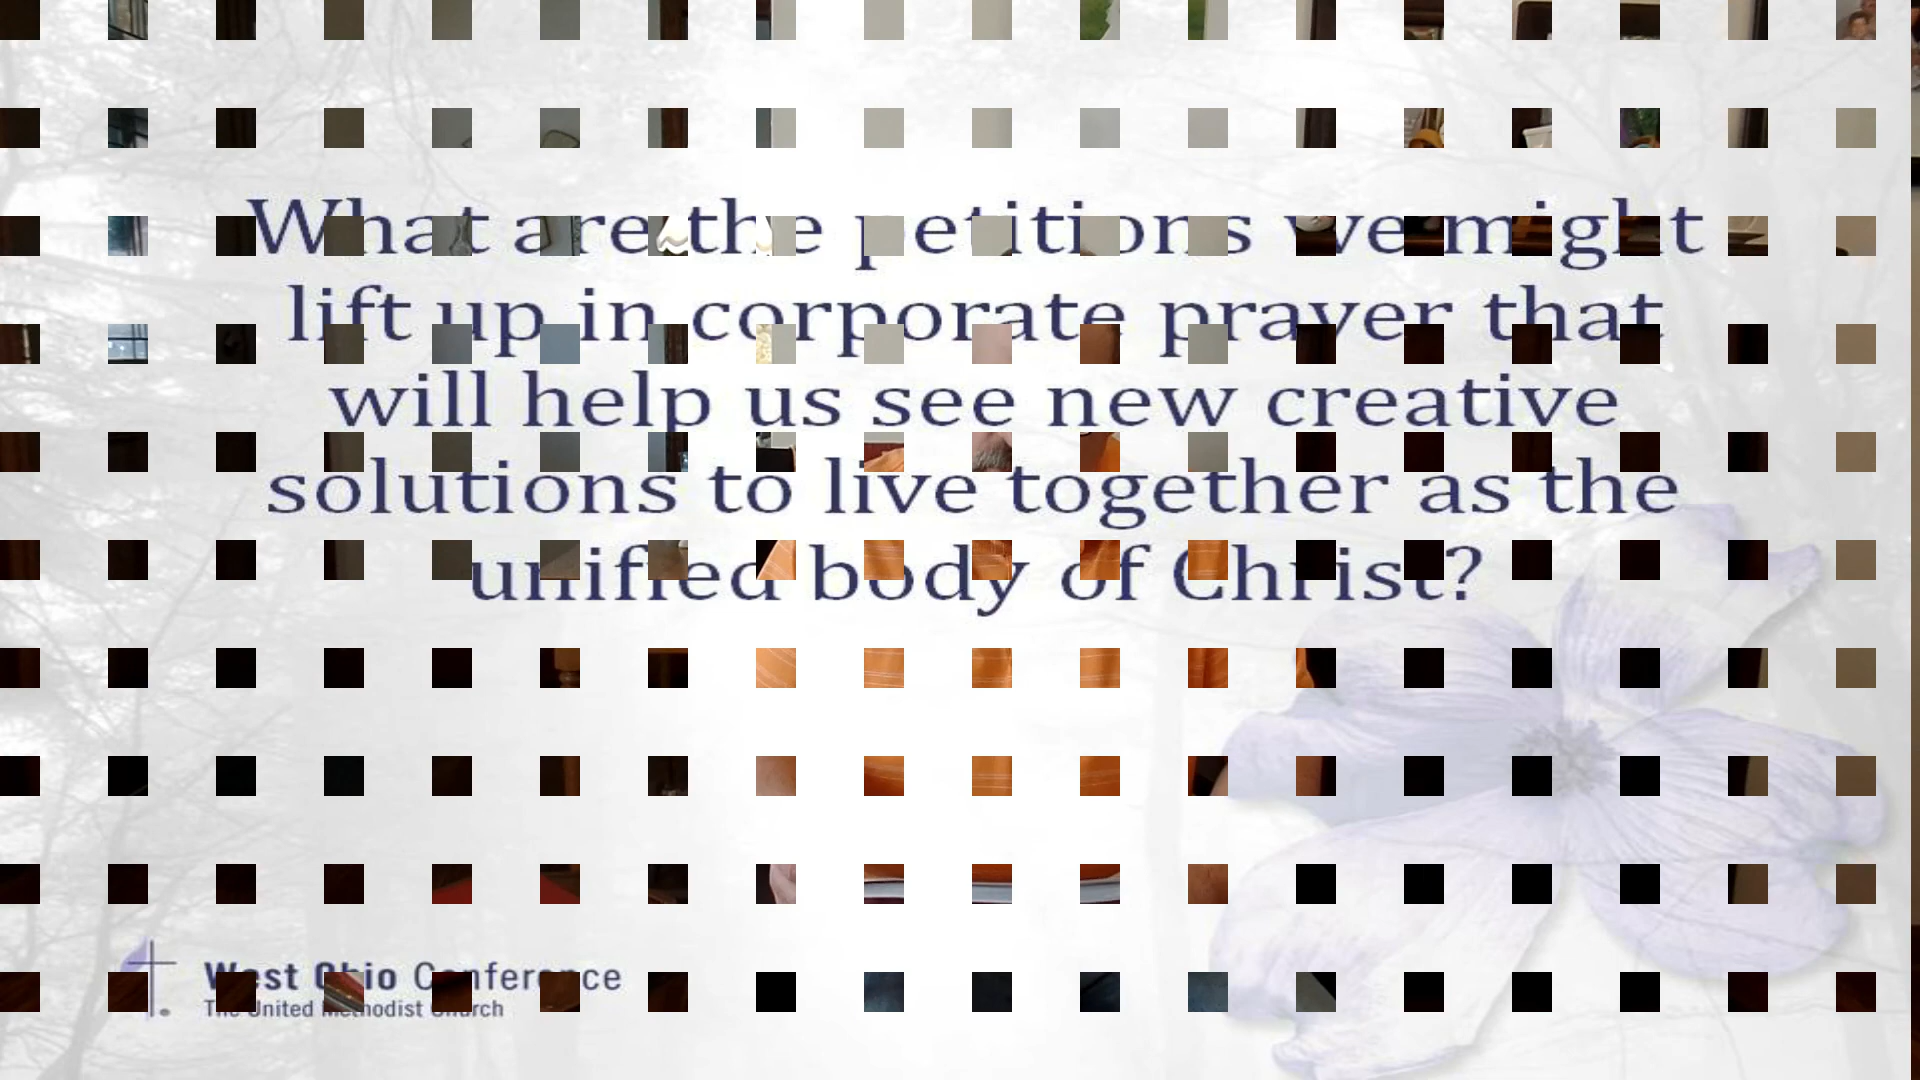 What are the petitions we might
lift up in corporate prayer that
will help us see new creative
solutions to live together as the
unified body of Christ?
West Ohio Conference
The United Methodist Church